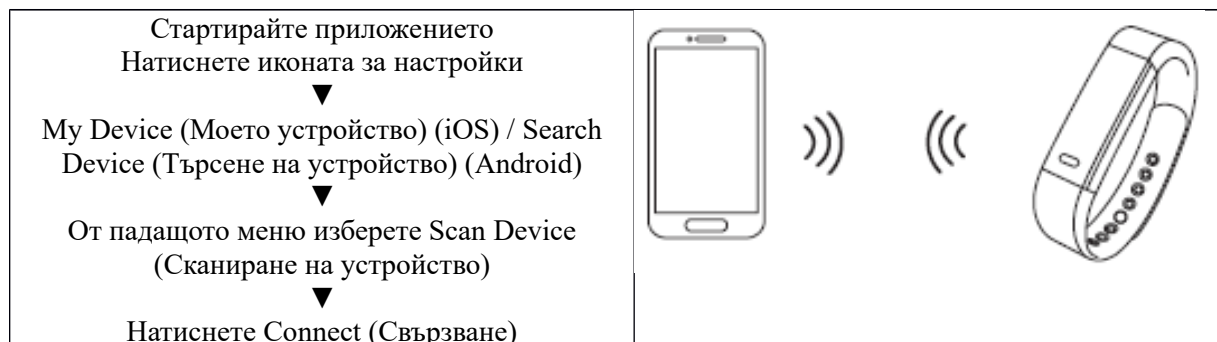 Стартирайте приложението
Натиснете иконата за настройки
▼
My Device (Моето устройство) (iOS) / Search
Device (Търсене на устройство) (Android)
▼
От падащото меню изберете Scan Device
(Сканиране на устройство)
▼
Натиснете Connect (Свързване)